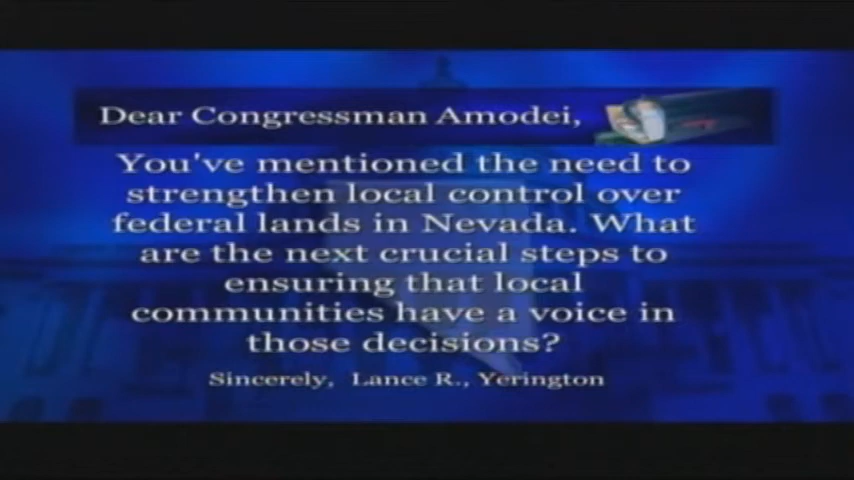 Dear Congressman Amodei,
You've mentioned the need to
strengthen local control over
federal lands in Nevada. What
are the next crucial steps to
ensuring that local
communities have a voice in
those decisions?
Sincerely, Lance R., Yerington